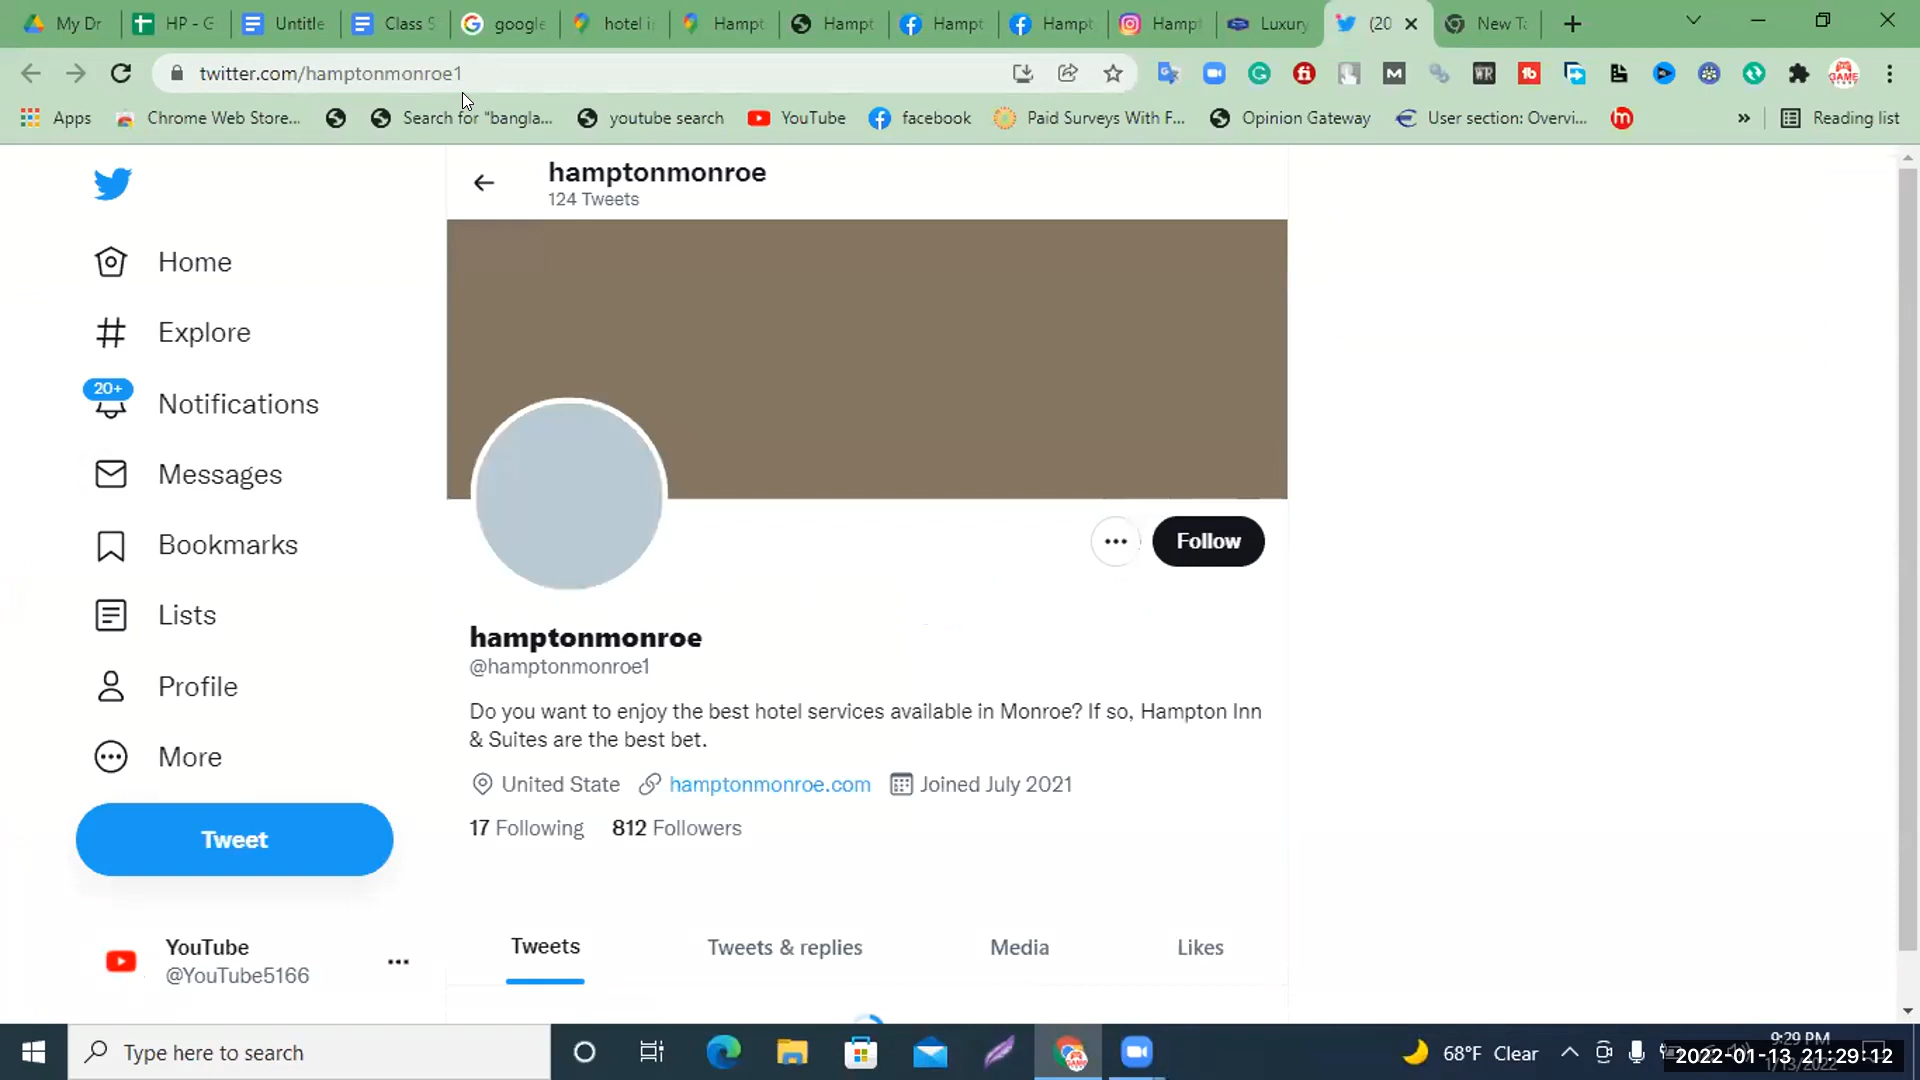 My Dr
HP - G
Untitle
Class S
google
hotel i
Hampt
Hampt
Hampt
Hampt
Hampt
Luxury
(20
New Ta
twitter.com/hamptonmonroe1
Apps
Chrome Web Store...
Search for "bangla...
youtube search
YouTube
facebook
Paid Surveys With F...
Opinion Gateway
User section: Overvi...
»
Reading list
hamptonmonroe
124 Tweets
Home
Explore
20+
Notifications
Messages
Bookmarks
Lists
Profile
More
Tweet
YouTube
@YouTube5166
Follow
hamptonmonroe
@hamptonmonroe1
Do you want to enjoy the best hotel services available in Monroe? If so, Hampton Inn
& Suites are the best bet.
United State
hamptonmonroe.com
Joined July 2021
17 Following
812 Followers
Tweets
Tweets & replies
Media
Likes
Type here to search
68°F Clear
9:29 PM
1/13/2022
2022-01-13 21:29:12